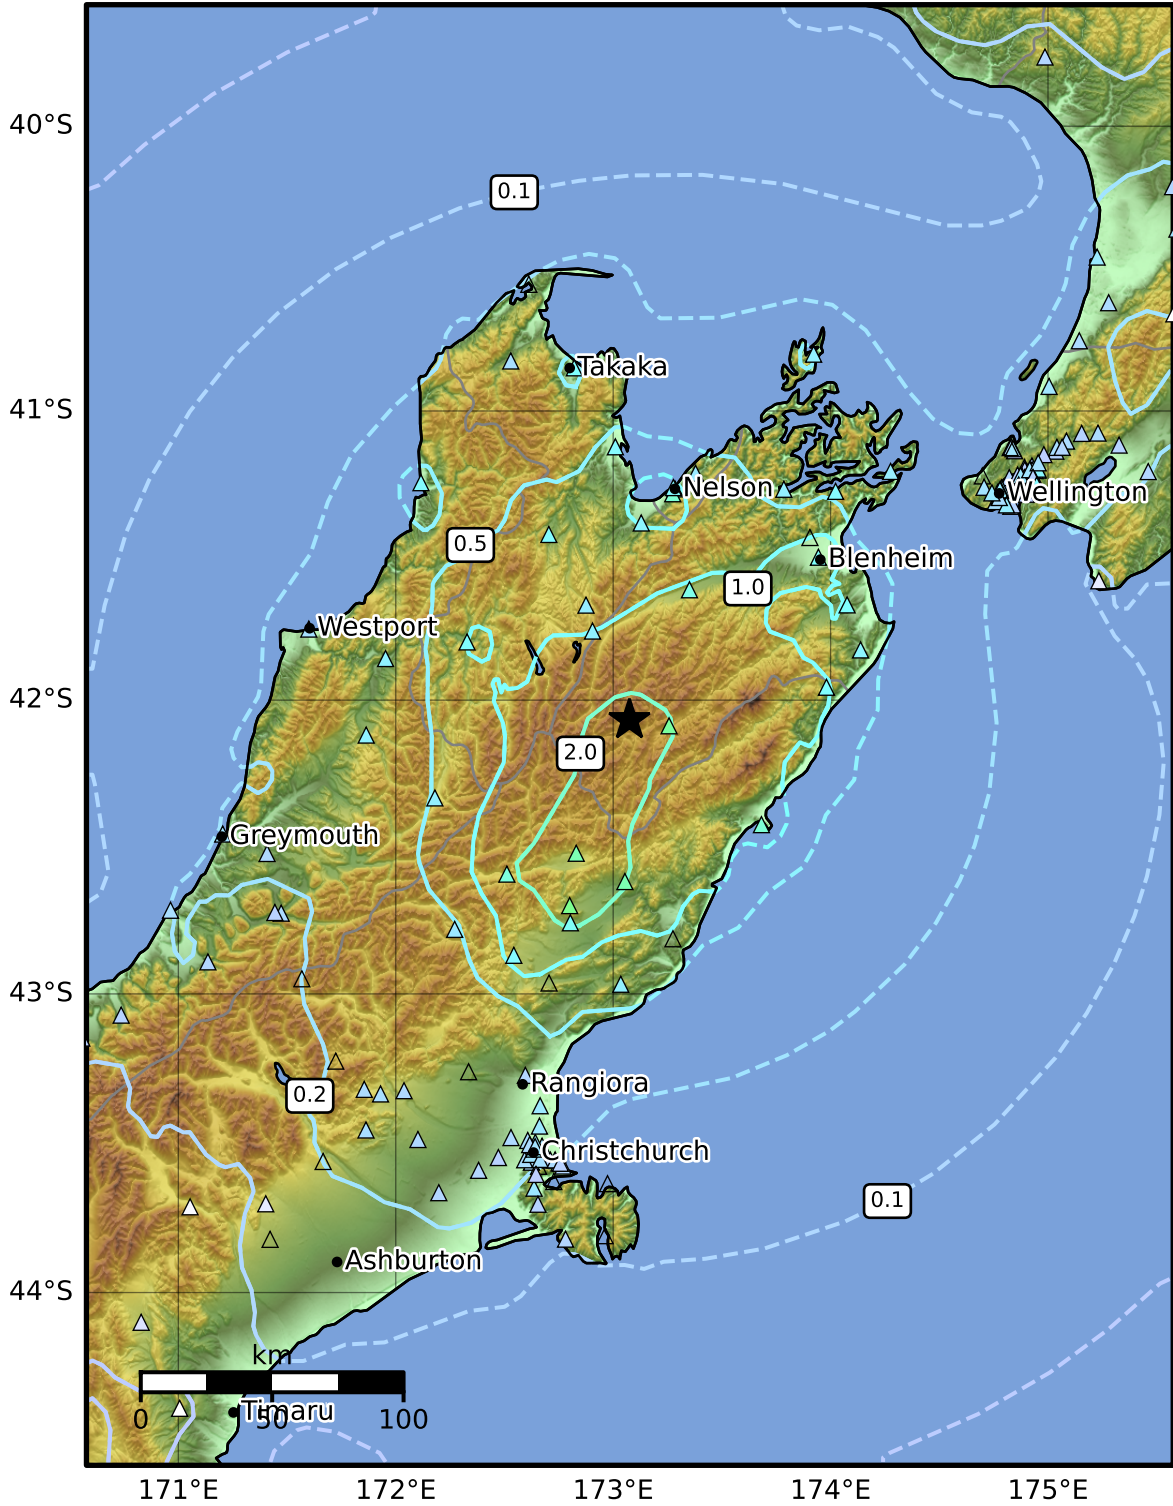 40°S
0.1
Takaka
41°S
Nelson
Wellington
0.5
Blenheim
1.0
Westport
42°S
2.0
Greymouth
43°S
Rangiora
0.2
Christchurch
0.1
Ashburton
44°S
km
Timaru
0 50 100
171°E 172°E 173°E 174°E 175°E